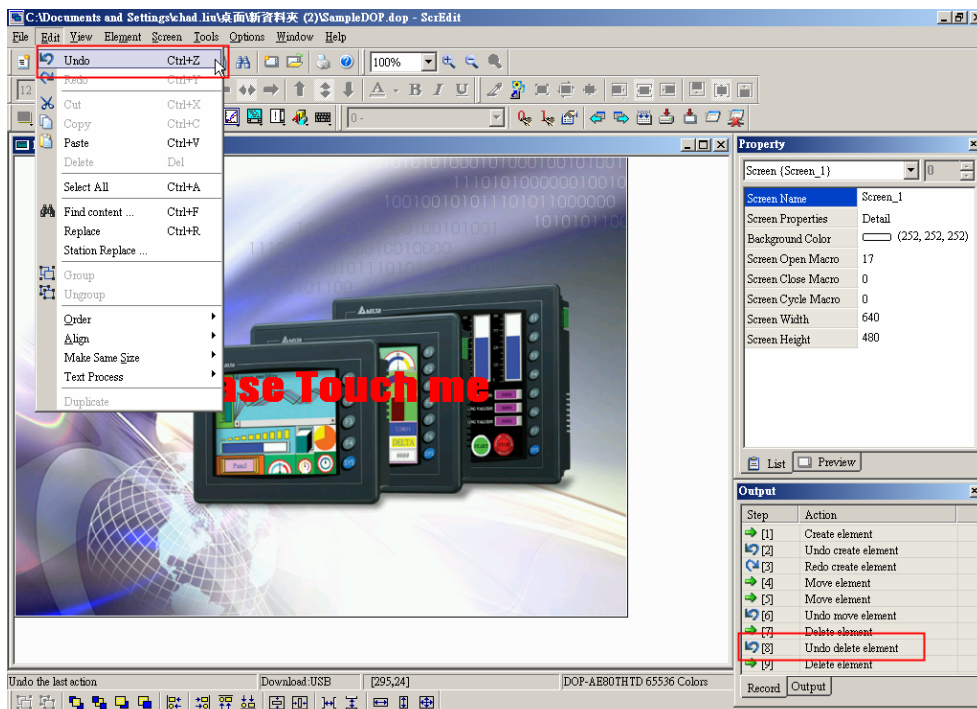 C:\Documents and Settings\chad.liu\桌面\新資料夾 (2)\SampleDOP.dop - ScrEdit
File Edit View Element Screen Tools Options Window Help
Undo Ctrl+Z
Redo Ctrl+Y
Cut Ctrl+X
Copy Ctrl+C
Paste Ctrl+V
Delete Del
Select All Ctrl+A
Find content ... Ctrl+F
Replace Ctrl+R
Station Replace ...
Group
Ungroup
Order
Align
Make Same Size
Text Process
Duplicate
100%
12
A - B I U
0 -
ase Touch me
DELTA
####
START
Panel
SYS
Property
Screen {Screen_1} 0
Screen Name Screen_1
Screen Properties Detail
Background Color (252, 252, 252)
Screen Open Macro 17
Screen Close Macro 0
Screen Cycle Macro 0
Screen Width 640
Screen Height 480
List Preview
Output
Step Action
[1] Create element
[2] Undo create element
[3] Redo create element
[4] Move element
[5] Move element
[6] Undo move element
[7] Delete element
[8] Undo delete element
[9] Delete element
Record Output
Undo the last action Download:USB [295,24] DOP-AE80THTD 65536 Colors